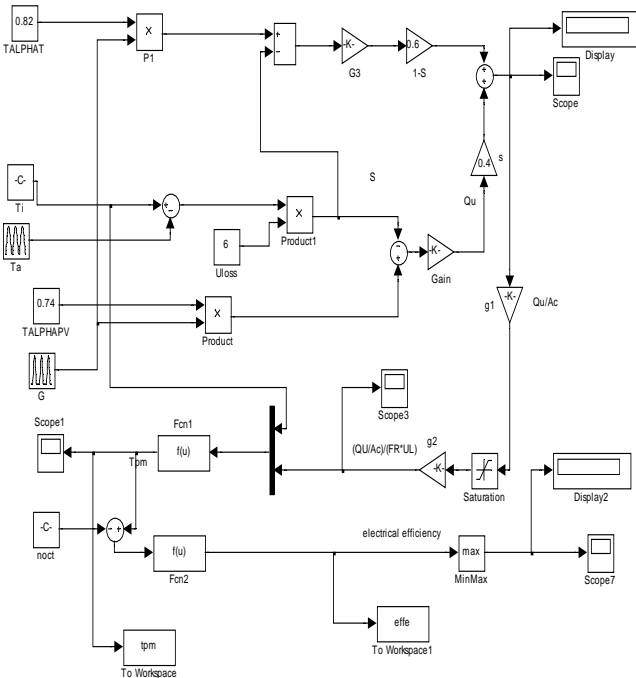 0.82
TALPHAT
X
P1
+
-
-K-
G3
0.6
1-S
+
+
Display
Scope
0.4
s
Qu
S
-C-
Ti
+
-
Ta
6
Uloss
X
Product1
-
+
-K-
Gain
0.74
TALPHAPV
X
Product
G
-K-
g1
Qu/Ac
Scope3
Scope1
Fcn1
f(u)
Tpm
(QU/Ac)/(FR*UL)
g2
-K-
Saturation
Display2
-C-
noct
-
+
f(u)
Fcn2
electrical efficiency
max
MinMax
Scope7
tpm
To Workspace
effe
To Workspace1